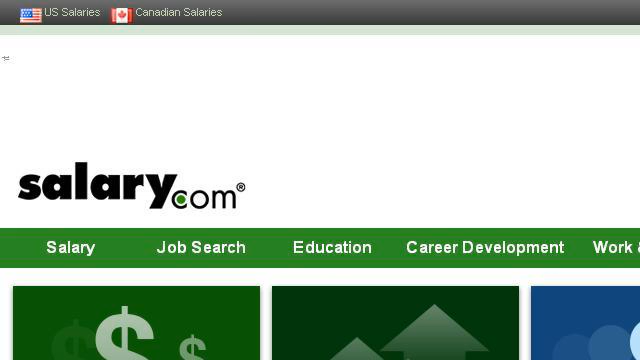 US Salaries Canadian Salaries
salary.com®
Salary Job Search Education Career Development Work &
$ $ $